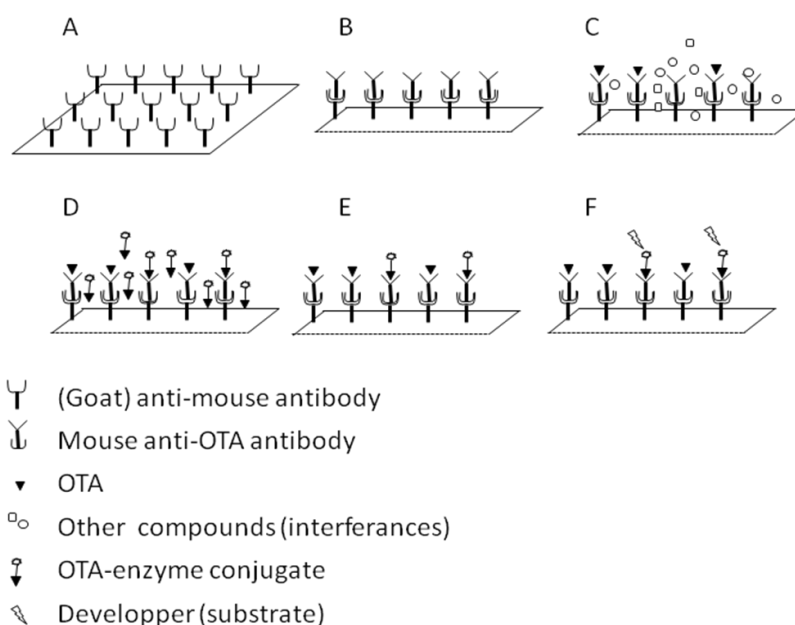 A B C
D E F
(Goat) anti-mouse antibody
Mouse anti-OTA antibody
OTA
Other compounds (interferances)
OTA-enzyme conjugate
Developper (substrate)